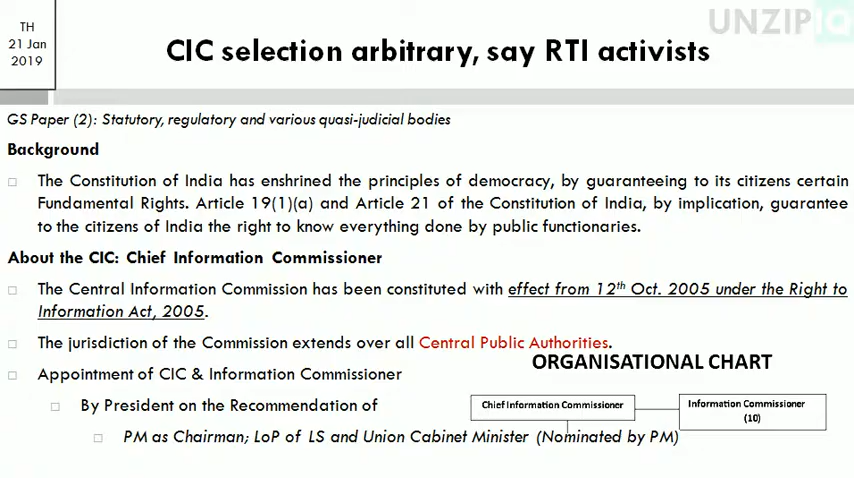 TH
21 Jan
2019
UNZIPIQ
CIC selection arbitrary, say RTI activists
GS Paper (2): Statutory, regulatory and various quasi-judicial bodies
Background
The Constitution of India has enshrined the principles of democracy, by guaranteeing to its citizens certain
Fundamental Rights. Article 19(1)(a) and Article 21 of the Constitution of India, by implication, guarantee
to the citizens of India the right to know everything done by public functionaries.
About the CIC: Chief Information Commissioner
The Central Information Commission has been constituted with effect from 12th Oct. 2005 under the Right to
Information Act, 2005.
The jurisdiction of the Commission extends over all Central Public Authorities.
ORGANISATIONAL CHART
Appointment of CIC & Information Commissioner
By President on the Recommendation of
Chief Information Commissioner
Information Commissioner
(10)
PM as Chairman; LoP of LS and Union Cabinet Minister (Nominated by PM)